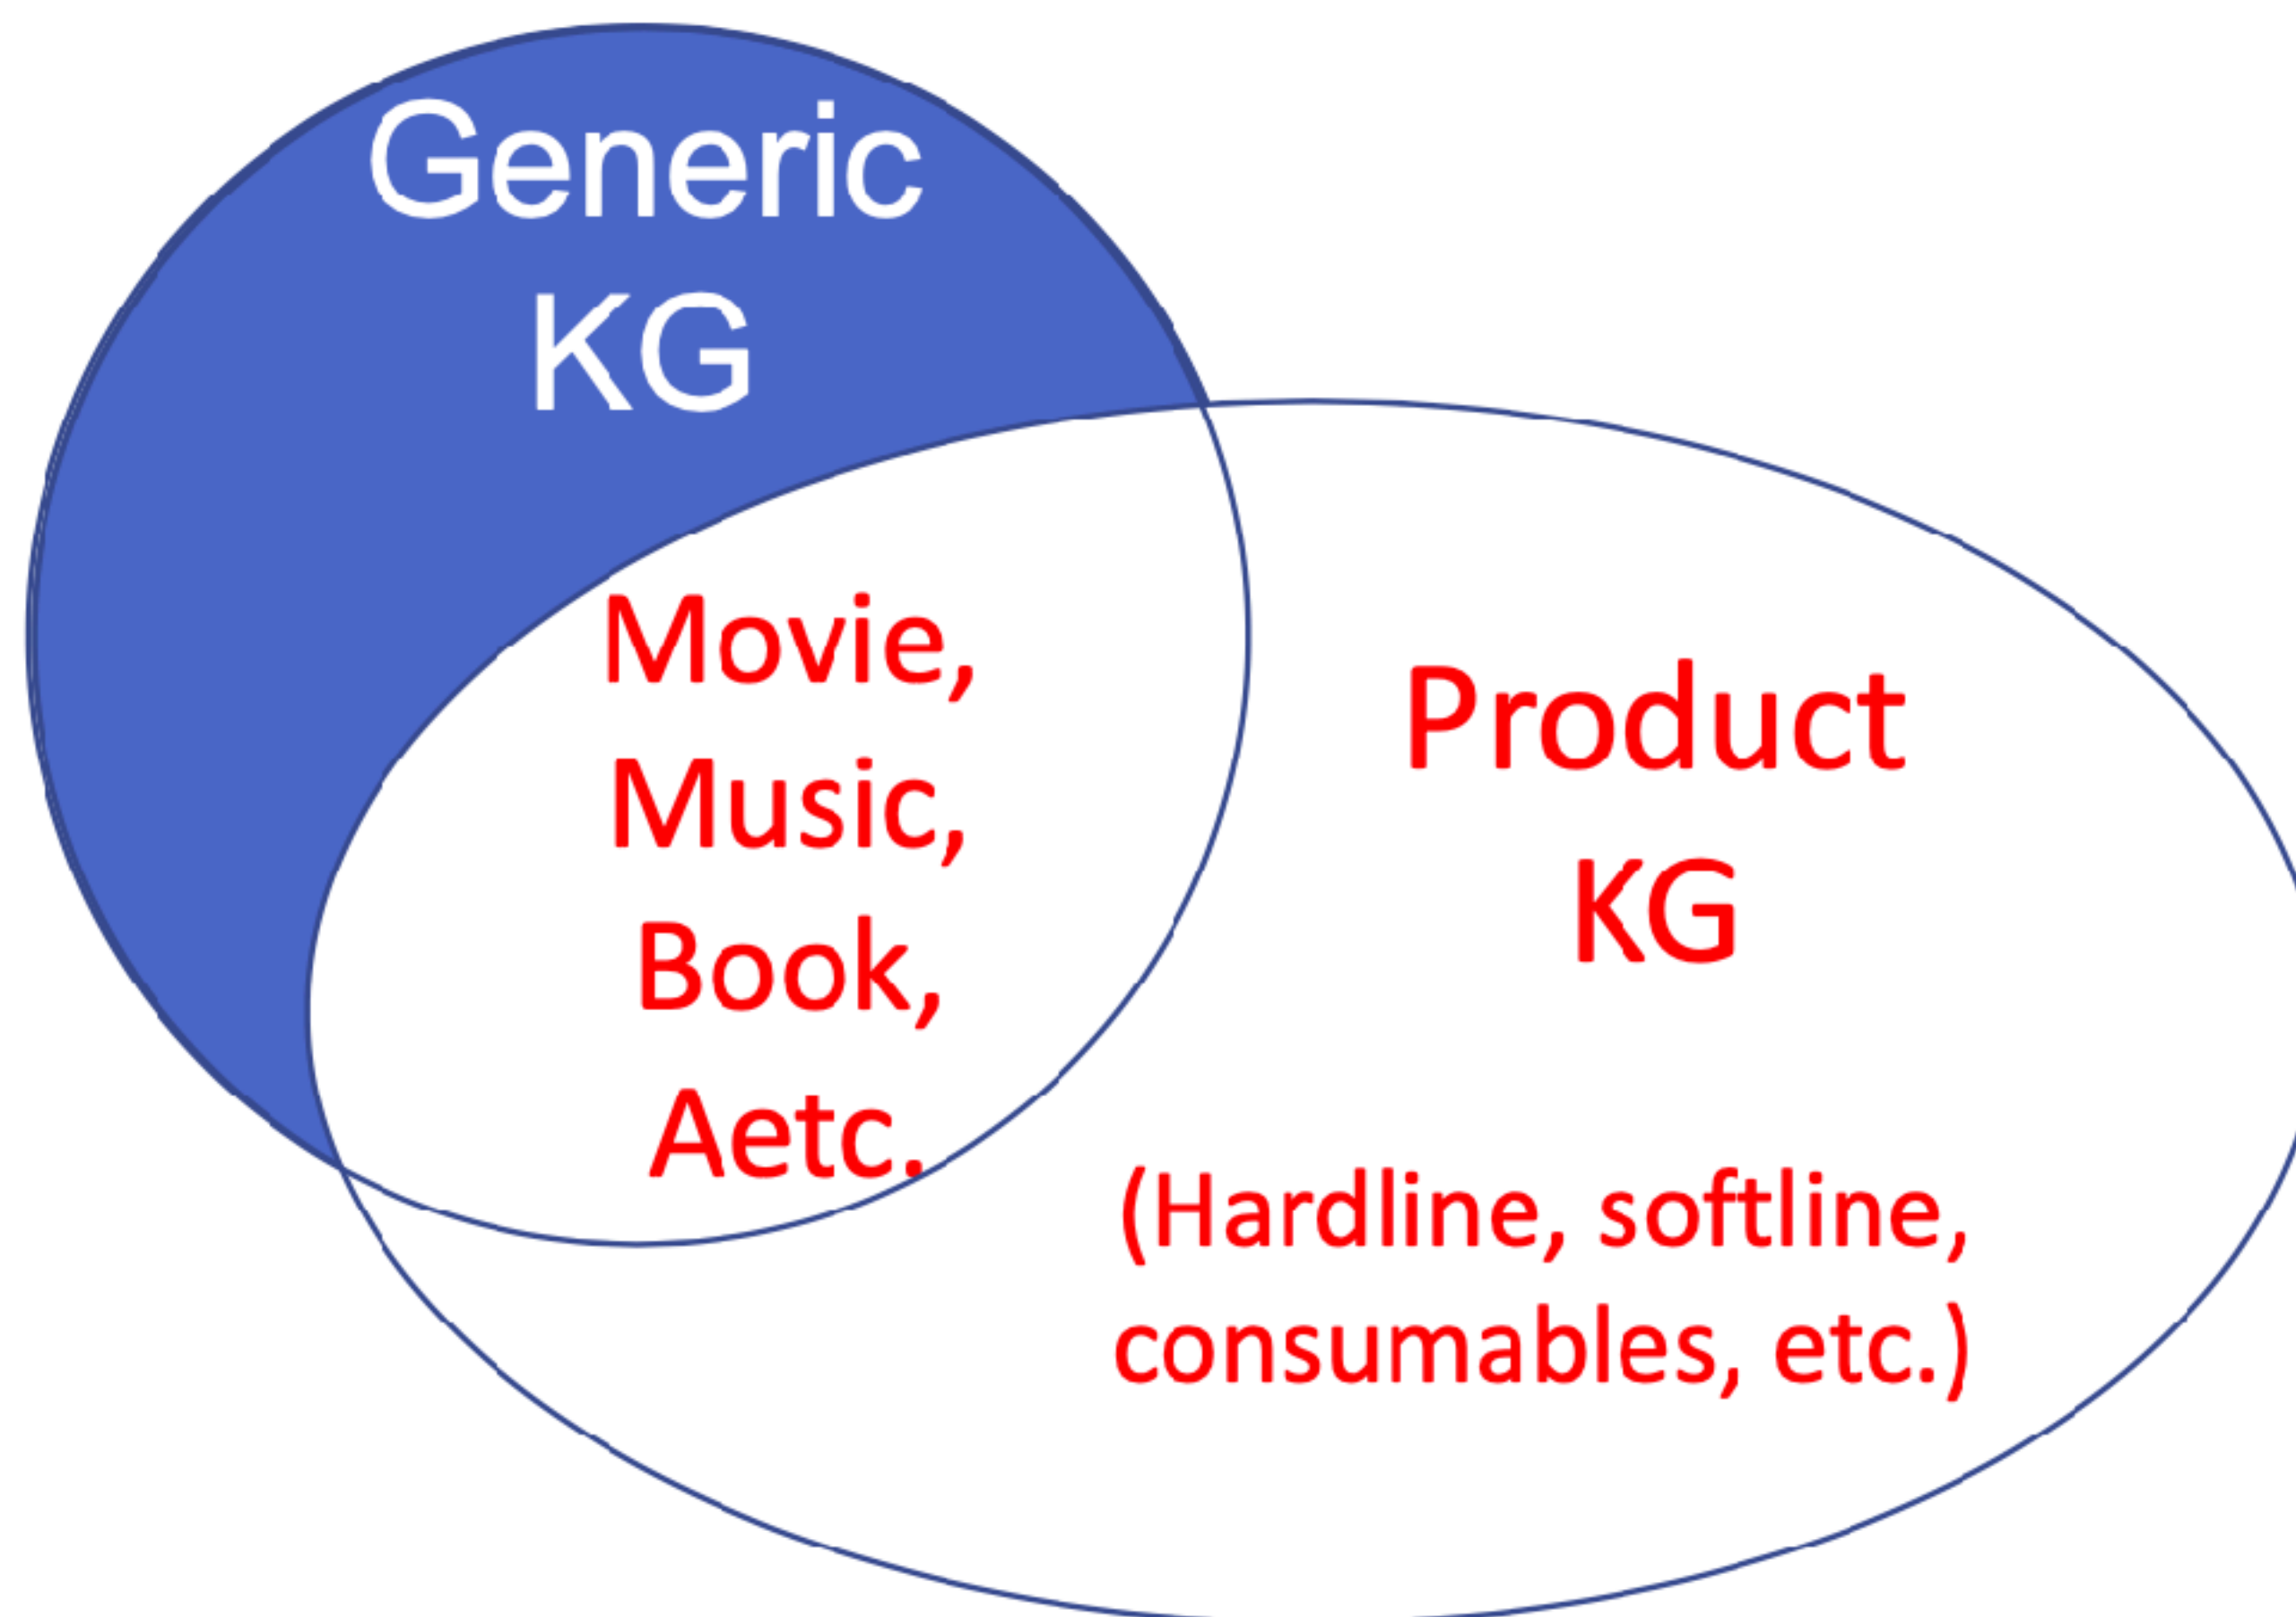 Generic
KG
Movie,
Music,
Book,
Aetc.
Product
KG
(Hardline, softline,
consumables, etc.)